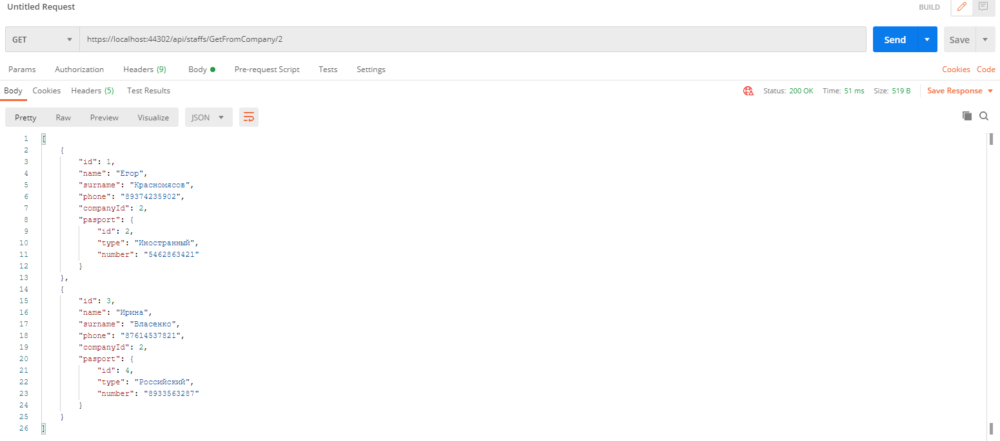 Untitled Request
BUILD
GET
https://localhost:44302/api/staffs/GetFromCompany/2
Send
Save
Params Authorization Headers (9) Body Pre-request Script Tests Settings Cookies Code
Body Cookies Headers (5) Test Results Status: 200 OK Time: 51 ms Size: 519 B Save Response
Pretty Raw Preview Visualize JSON
1 [
2 {
3 "id": 1,
4 "name": "Егор",
5 "surname": "Красномясов",
6 "phone": "89374235902",
7 "companyId": 2,
8 "pasport": {
9 "id": 2,
10 "type": "Иностранный",
11 "number": "5462863421"
12 }
13 },
14 {
15 "id": 3,
16 "name": "Ирина",
17 "surname": "Власенко",
18 "phone": "87614537821",
19 "companyId": 2,
20 "pasport": {
21 "id": 4,
22 "type": "Российский",
23 "number": "8933563287"
24 }
25 }
26 ]